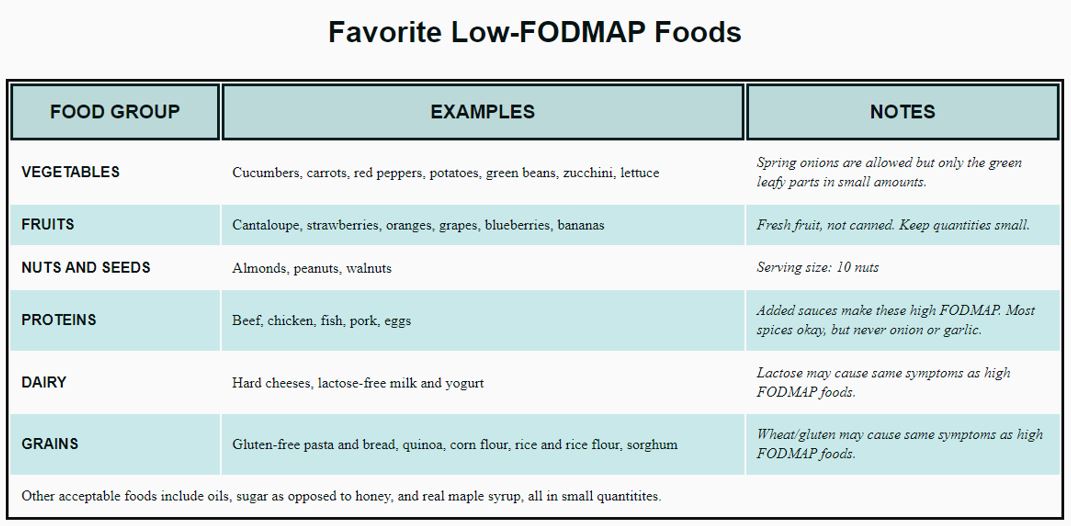 Favorite Low-FODMAP Foods
FOOD GROUP EXAMPLES NOTES
VEGETABLES Cucumbers, carrots, red peppers, potatoes, green beans, zucchini, lettuce Spring onions are allowed but only the green
leafy parts in small amounts.
FRUITS Cantaloupe, strawberries, oranges, grapes, blueberries, bananas Fresh fruit, not canned. Keep quantities small.
NUTS AND SEEDS Almonds, peanuts, walnuts Serving size: 10 nuts
PROTEINS Beef, chicken, fish, pork, eggs Added sauces make these high FODMAP. Most
spices okay, but never onion or garlic.
DAIRY Hard cheeses, lactose-free milk and yogurt Lactose may cause same symptoms as high
FODMAP foods.
GRAINS Gluten-free pasta and bread, quinoa, corn flour, rice and rice flour, sorghum Wheat/gluten may cause same symptoms as high
FODMAP foods.
Other acceptable foods include oils, sugar as opposed to honey, and real maple syrup, all in small quantitites.